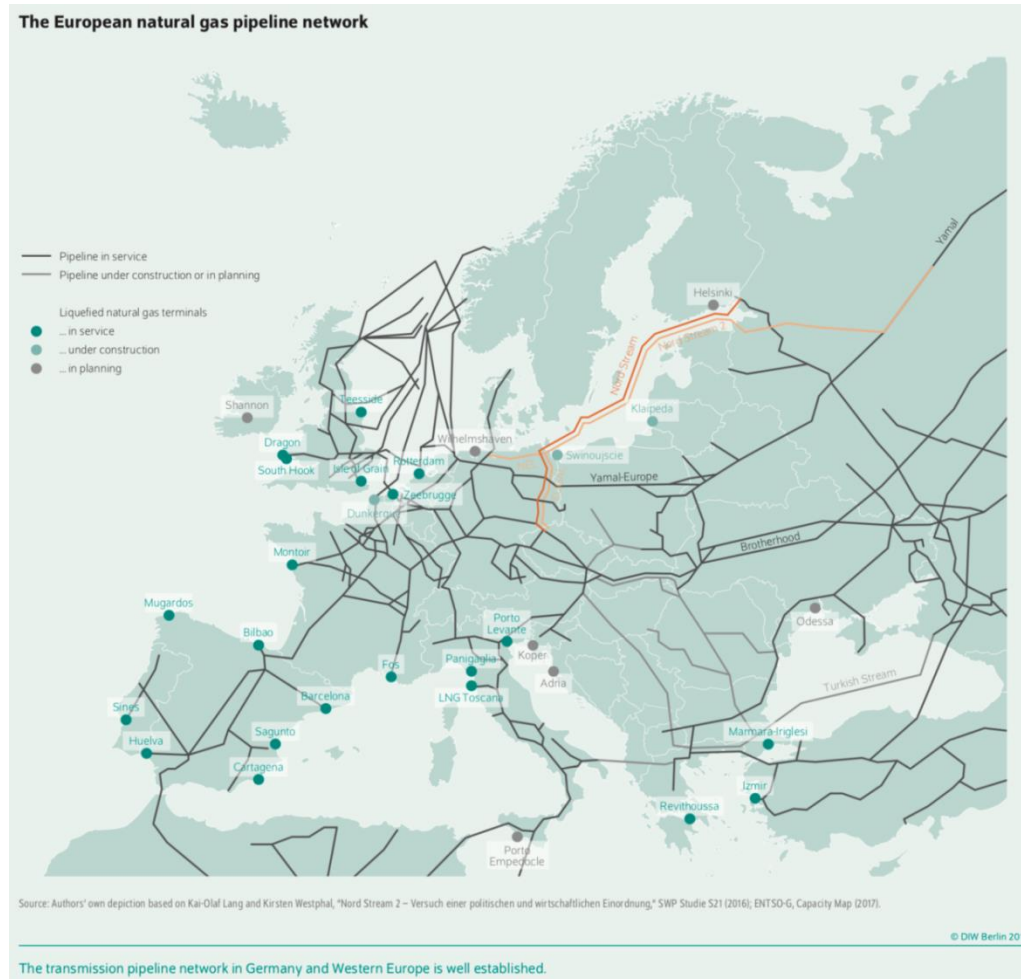 The European natural gas pipeline network
Yamal
Pipeline in service
Pipeline under construction or in planning
Helsinki
Liquefied natural gas terminals
... in service
... under construction
... in planning
Nord Stream
Nord Stream 2
Shannon
Teesside
Klaipeda
Dragon
South Hook
Wilhelmshaven
Swinoujscie
Isle of Grain
Rotterdam
Yamal-Europe
Zeebrugge
Dunkerque
Brotherhood
Montoir
Mugardos
Porto
Levante
Odessa
Bilbao
Koper
Fos
Panigaglia
Adria
Turkish Stream
LNG Toscana
Barcelona
Sines
Sagunto
Marmara-Iriglesi
Huelva
Cartagena
Izmir
Revithoussa
Porto
Empedocle
Source: Authors' own depiction based on Kai-Olaf Lang and Kirsten Westphal, "Nord Stream 2 – Versuch einer politischen und wirtschaftlichen Einordnung," SWP Studie S21 (2016); ENTSO-G, Capacity Map (2017).
© DIW Berlin 20
The transmission pipeline network in Germany and Western Europe is well established.